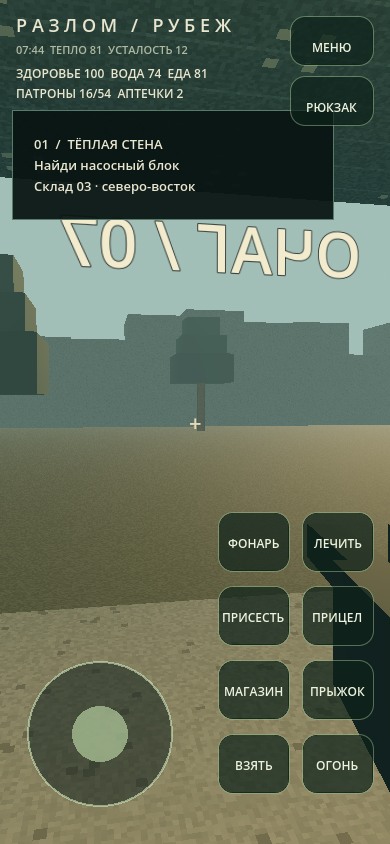 РАЗЛОМ / РУБЕЖ
07:44 ТЕПЛО 81 УСТАЛОСТЬ 12
ЗДОРОВЬЕ 100 ВОДА 74 ЕДА 81
ПАТРОНЫ 16/54 АПТЕЧКИ 2
МЕНЮ
РЮКЗАК
01 / ТЁПЛАЯ СТЕНА
Найди насосный блок
Склад 03 · северо-восток
ОЧАГ / 07
ФОНАРЬ
ЛЕЧИТЬ
ПРИСЕСТЬ
ПРИЦЕЛ
МАГАЗИН
ПРЫЖОК
ВЗЯТЬ
ОГОНЬ